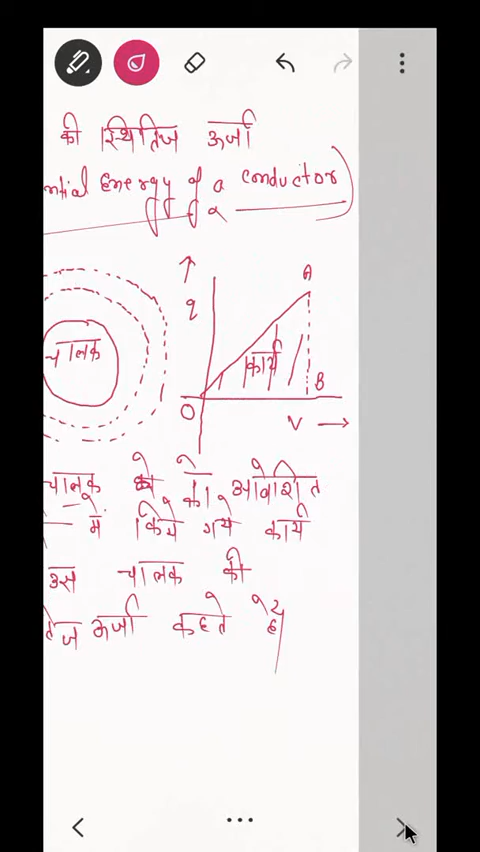 की स्थितिज ऊर्जा
ntial Energy of a conductor
q
A
चालक
कार्य
B
O
V
चालक को आवेशित
में किये गये कार्य
उस चालक की
तिज ऊर्जा कहते है